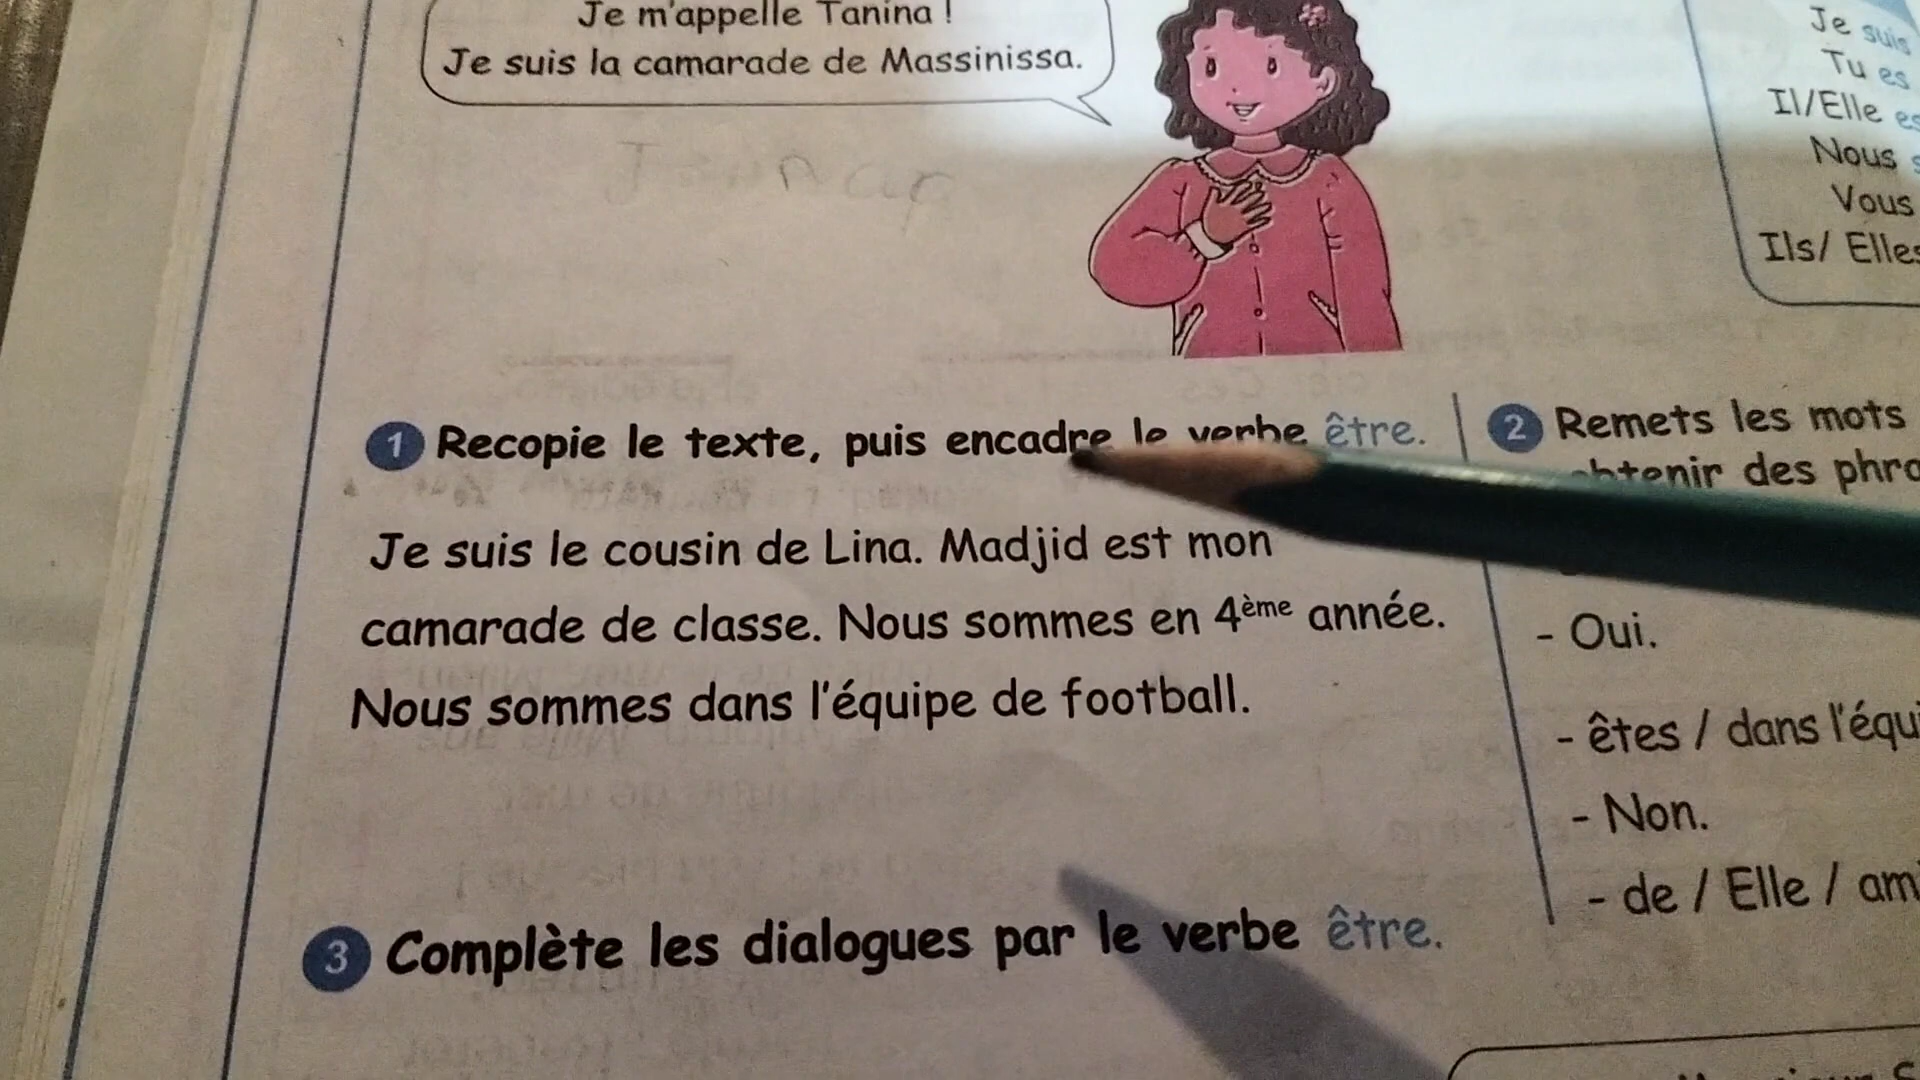 Je m'appelle Tanina !
Je suis la camarade de Massinissa.
Je suis
Tu es
Il/Elle
Nous
Vous
Ils/ Elles
1 Recopie le texte, puis encadre le verbe être.
Je suis le cousin de Lina. Madjid est mon
camarade de classe. Nous sommes en 4ème année.
Nous sommes dans l'équipe de football.
2 Remets les mots
obtenir des
- Oui.
- êtes / dans
- Non.
- de / Elle /
3 Complète les dialogues par le verbe être.